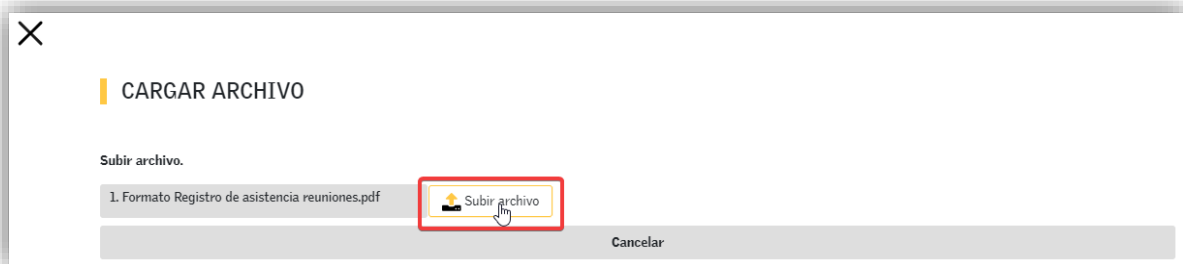 CARGAR ARCHIVO
Subir archivo.
1. Formato Registro de asistencia reuniones.pdf
Subir archivo
Cancelar